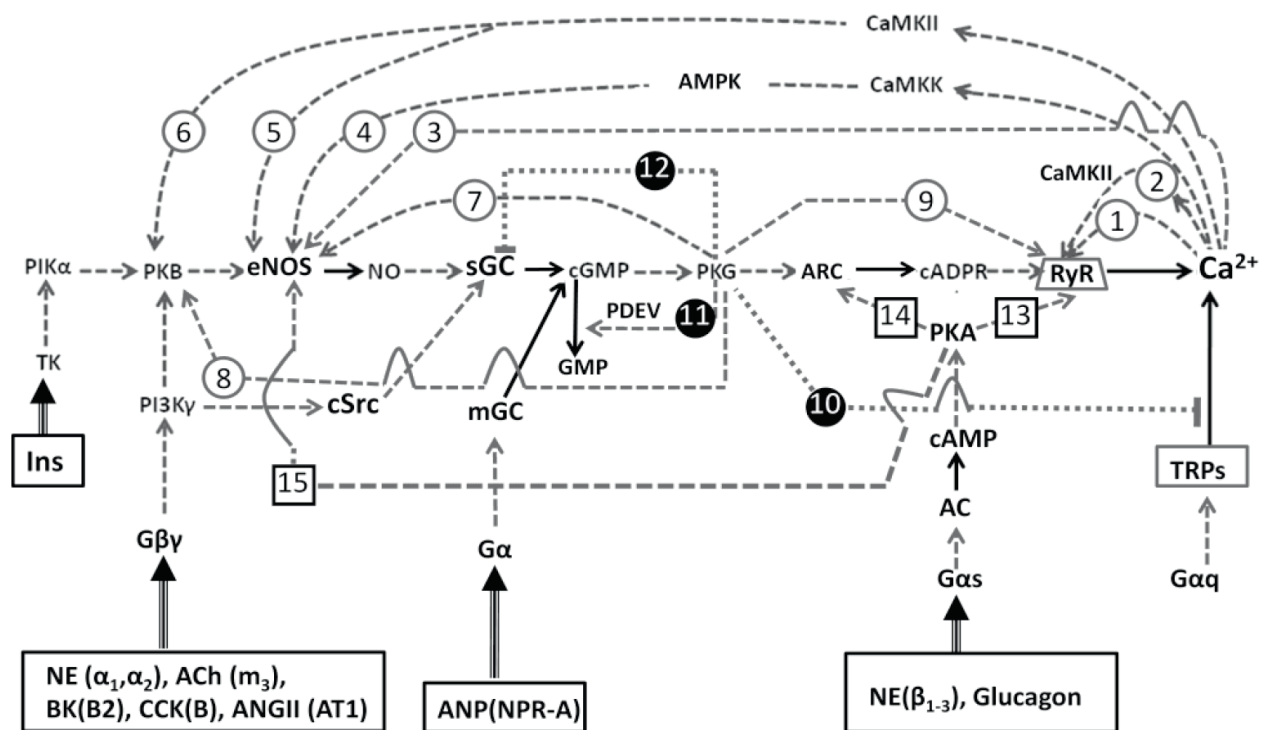 CaMKII
AMPK
CaMKK
6
5
4
3
12
CaMKII
2
7
9
1
PIKα
PKB
eNOS
NO
sGC
cGMP
PKG
ARC
cADPR
RyR
Ca²⁺
PDEV
11
14
PKA
13
TK
8
GMP
PI3Kγ
cSrc
mGC
10
cAMP
Ins
15
TRPs
AC
Gβγ
Gα
Gαs
Gαq
NE (α₁,α₂), ACh (m₃),
BK(B2), CCK(B), ANGII (AT1)
ANP(NPR-A)
NE(β₁₋₃), Glucagon